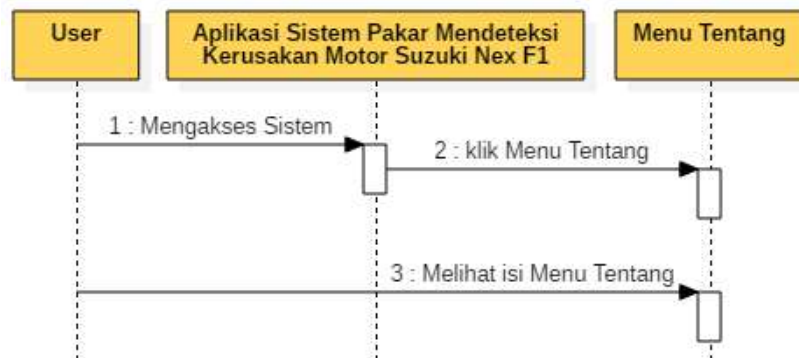 User
Aplikasi Sistem Pakar Mendeteksi
Kerusakan Motor Suzuki Nex F1
Menu Tentang
1 : Mengakses Sistem
2 : klik Menu Tentang
3 : Melihat isi Menu Tentang